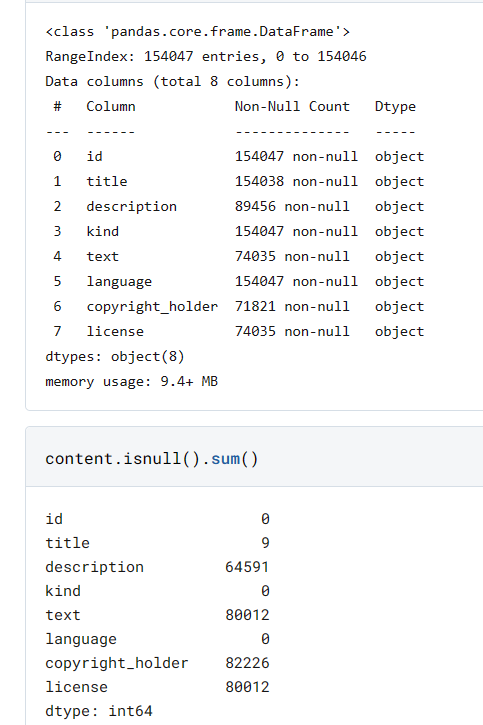 <class 'pandas.core.frame.DataFrame'>
RangeIndex: 154047 entries, 0 to 154046
Data columns (total 8 columns):
 #   Column            Non-Null Count   Dtype
---  ------            --------------   -----
 0   id                154047 non-null  object
 1   title             154038 non-null  object
 2   description       89456 non-null   object
 3   kind              154047 non-null  object
 4   text              74035 non-null   object
 5   language          154047 non-null  object
 6   copyright_holder  71821 non-null   object
 7   license           74035 non-null   object
dtypes: object(8)
memory usage: 9.4+ MB
content.isnull().sum()
id                      0
title                   9
description         64591
kind                    0
text                80012
language                0
copyright_holder    82226
license             80012
dtype: int64